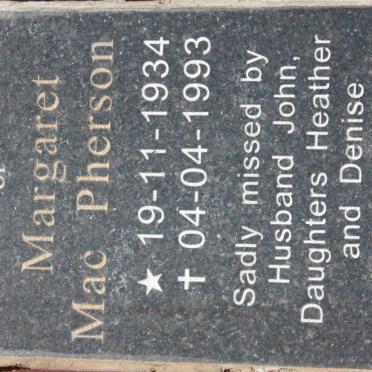 Margaret
Mac Pherson
★ 19-11-1934
✝ 04-04-1993
Sadly missed by
Husband John,
Daughters Heather
and Denise